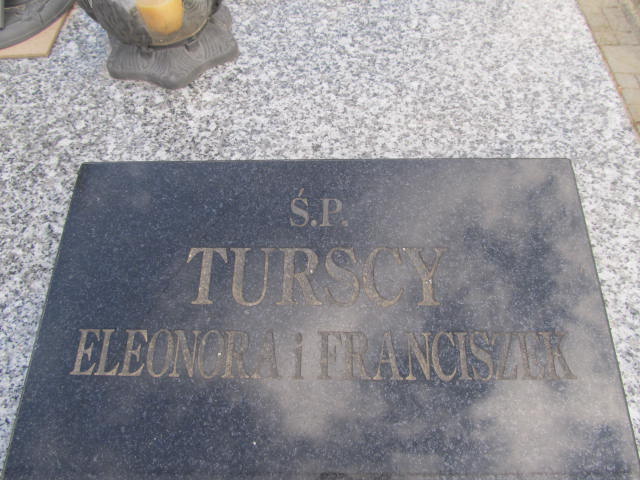 Ś.P.
TURSCY
ELEONORA i FRANCISZEK